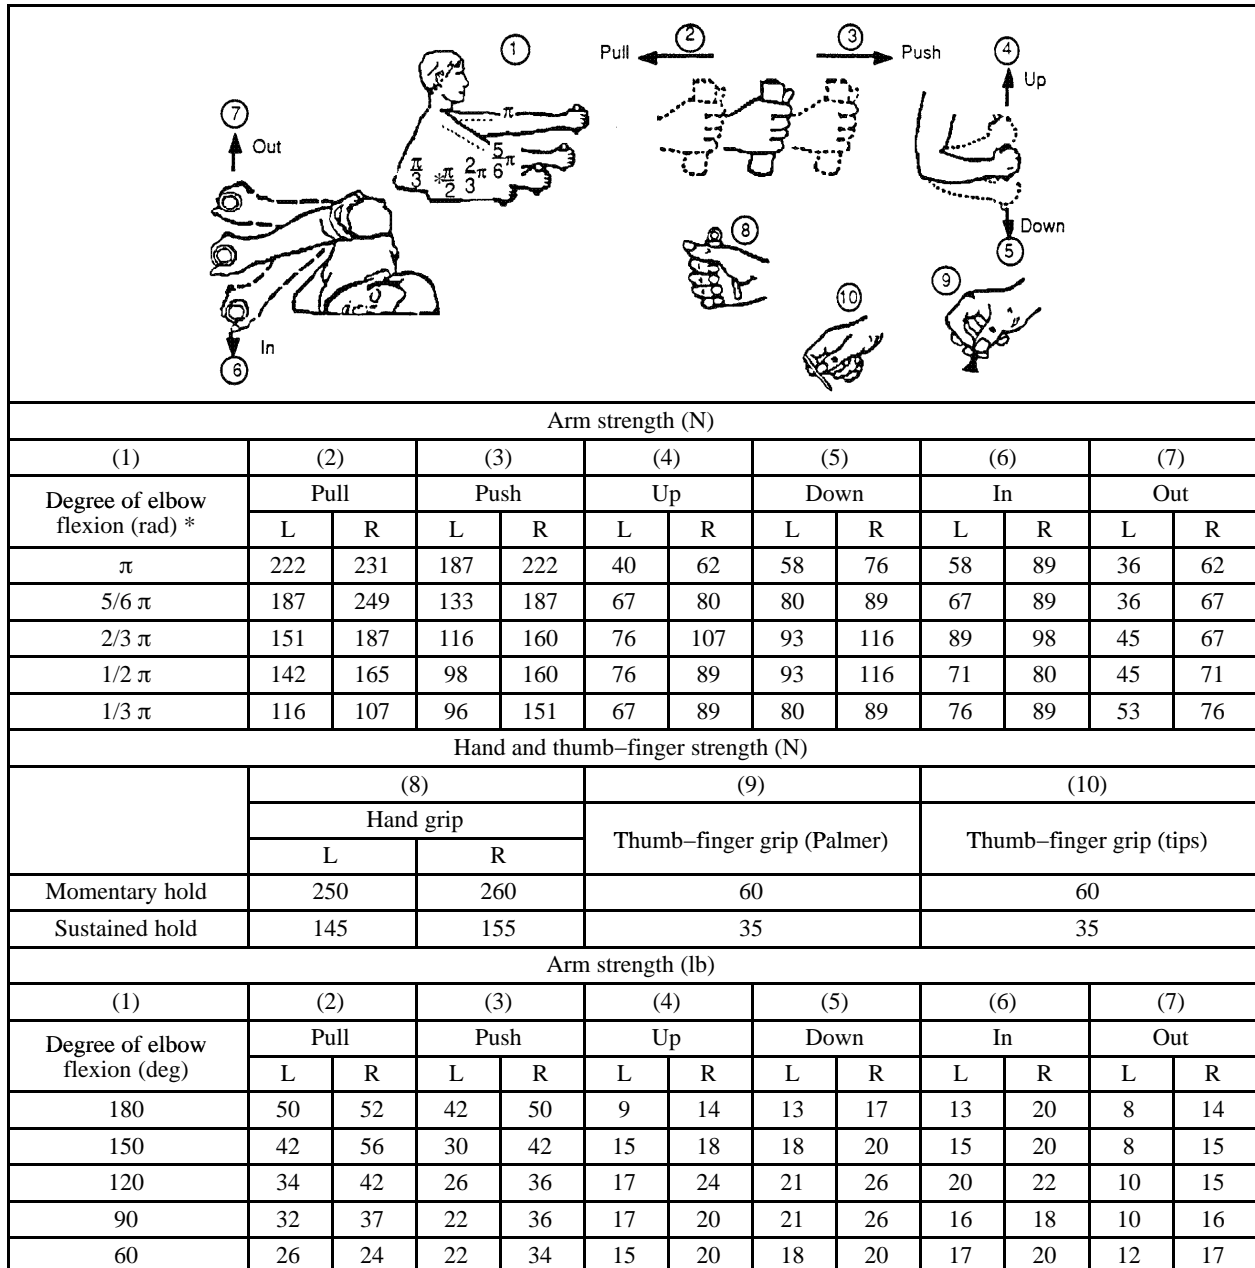 1
2
Pull
3
Push
4
Up
7
Out
π
π/3 *π/2 2/3 π 5/6 π
Down
5
8
9
10
In
6
Arm strength (N)
(1) (2) (3) (4) (5) (6) (7)
Degree of elbow flexion (rad) * Pull Push Up Down In Out
L R L R L R L R L R L R
π 222 231 187 222 40 62 58 76 58 89 36 62
5/6 π 187 249 133 187 67 80 80 89 67 89 36 67
2/3 π 151 187 116 160 76 107 93 116 89 98 45 67
1/2 π 142 165 98 160 76 89 93 116 71 80 45 71
1/3 π 116 107 96 151 67 89 80 89 76 89 53 76
Hand and thumb–finger strength (N)
(8) (9) (10)
Hand grip Thumb–finger grip (Palmer) Thumb–finger grip (tips)
L R
Momentary hold 250 260 60 60
Sustained hold 145 155 35 35
Arm strength (lb)
(1) (2) (3) (4) (5) (6) (7)
Degree of elbow flexion (deg) Pull Push Up Down In Out
L R L R L R L R L R L R
180 50 52 42 50 9 14 13 17 13 20 8 14
150 42 56 30 42 15 18 18 20 15 20 8 15
120 34 42 26 36 17 24 21 26 20 22 10 15
90 32 37 22 36 17 20 21 26 16 18 10 16
60 26 24 22 34 15 20 18 20 17 20 12 17